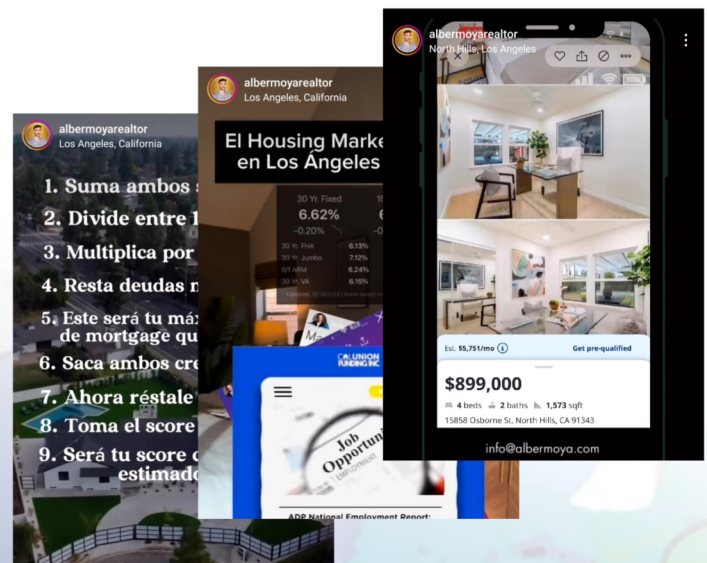 albermoyarealtor
Los Angeles, California
1. Suma ambos
2. Divide entre 1
3. Multiplica por
4. Resta deudas
5. Este será tu
de mortgage qu
6. Saca ambos cre
7. Ahora réstale
8. Toma el score
9. Será tu score
estimado
albermoyarealtor
Los Angeles, California
El Housing Marke
en Los Ángeles
30 Yr. Fixed
6.62%
-0.20%
30 Yr. FHA 6.13%
30 Yr. Jumbo 7.12%
5/1 ARM 6.24%
30 Yr. VA 6.15%
UNION
FUNDING INC
Job
Opportuni
EMPLOYMENT
ADP National Employment Report:
albermoyarealtor
North Hills, Los Angeles
Est. $5,751/mo
Get pre-qualified
$899,000
4 beds 2 baths 1,573 sqft
15858 Osborne St, North Hills, CA 91343
info@albermoya.com